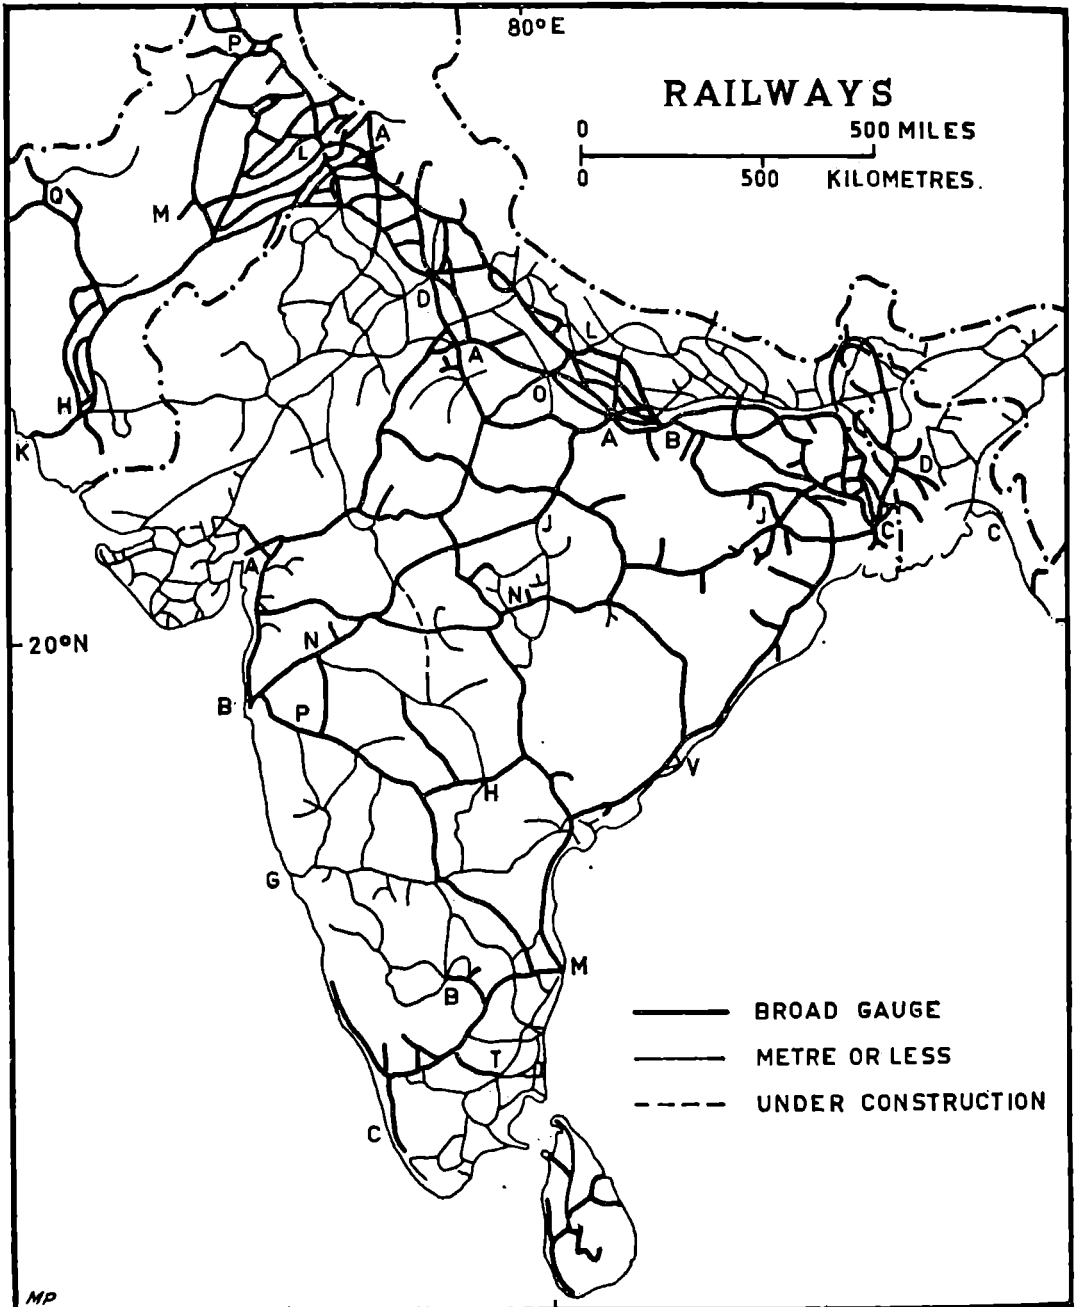 80°E
P
RAILWAYS
0 500 MILES
0 500 KILOMETRES.
A
L
Q
M
D
L
A
H
O
K
A
B
D
J
J
C
C
A
N
N
20°N
B
P
V
H
G
M
B
BROAD GAUGE
T
METRE OR LESS
UNDER CONSTRUCTION
C
MP